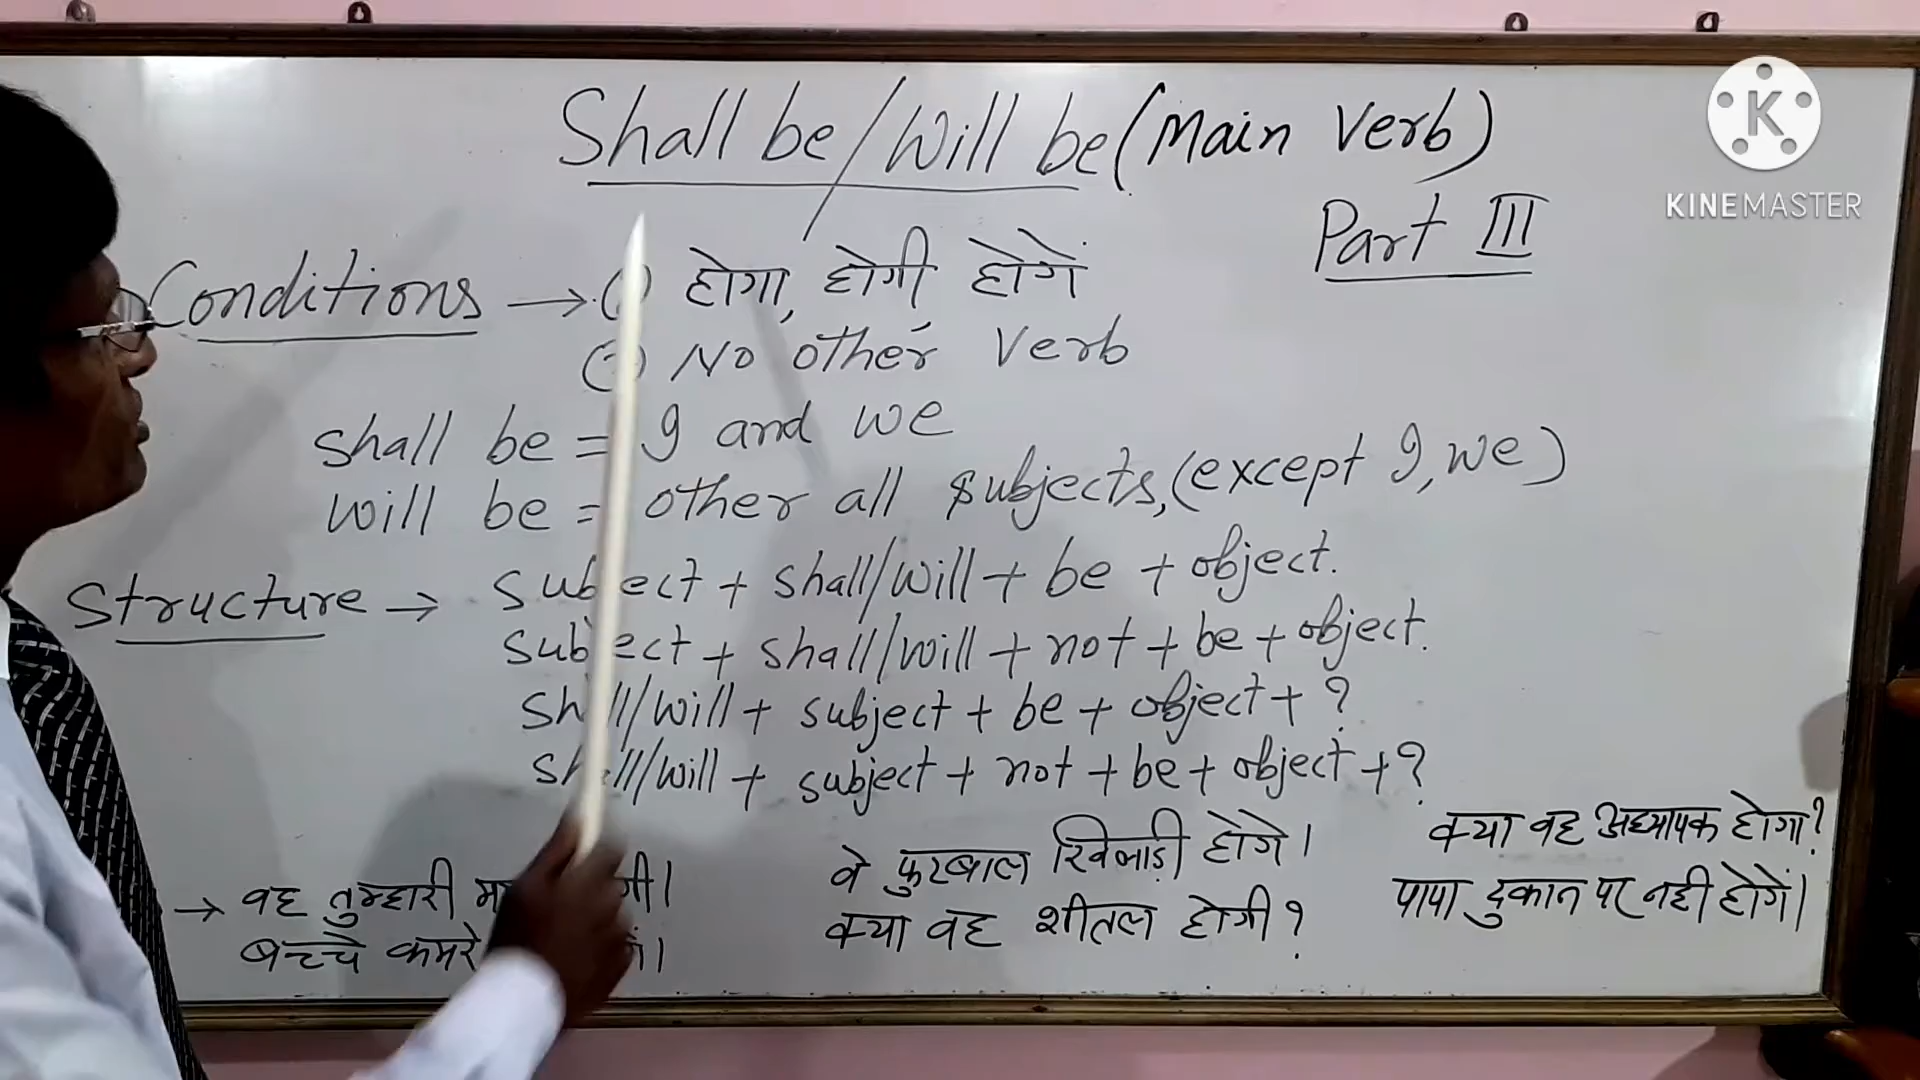 Shall be/Will be (Main Verb)
Part III
KINEMASTER
Conditions → (1) होगा, होगी होगें
(2) No other Verb
shall be = I and we
will be = other all subjects, (except I, we)
Structure → subject + shall/will + be + object.
subject + shall/will + not + be + object.
shall/will + subject + be + object + ?
shall/will + subject + not + be + object + ?
→ वह तुम्हारी
बच्चे कमरे
वे फुटबाल खिलाड़ी होंगे।
क्या वह शीतल होगी?
क्या वह अध्यापक होगा?
पापा दुकान पर नही होगें।